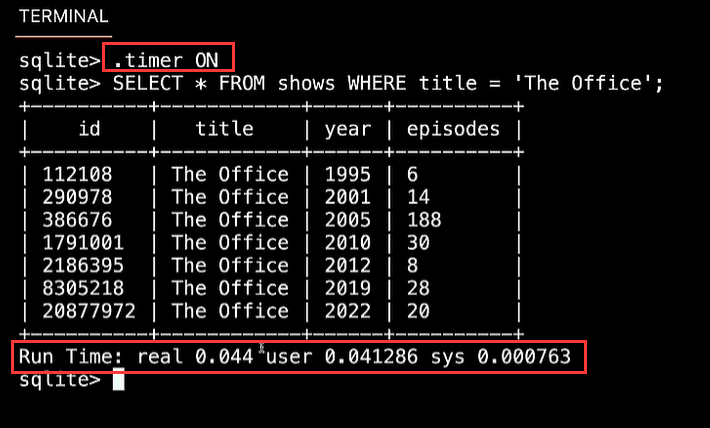 TERMINAL
sqlite> .timer ON
sqlite> SELECT * FROM shows WHERE title = 'The Office';
+----------+------------+------+----------+
|    id    |   title    | year | episodes |
+----------+------------+------+----------+
| 112108   | The Office | 1995 | 6        |
| 290978   | The Office | 2001 | 14       |
| 386676   | The Office | 2005 | 188      |
| 1791001  | The Office | 2010 | 30       |
| 2186395  | The Office | 2012 | 8        |
| 8305218  | The Office | 2019 | 28       |
| 20877972 | The Office | 2022 | 20       |
+----------+------------+------+----------+
Run Time: real 0.044 user 0.041286 sys 0.000763
sqlite>